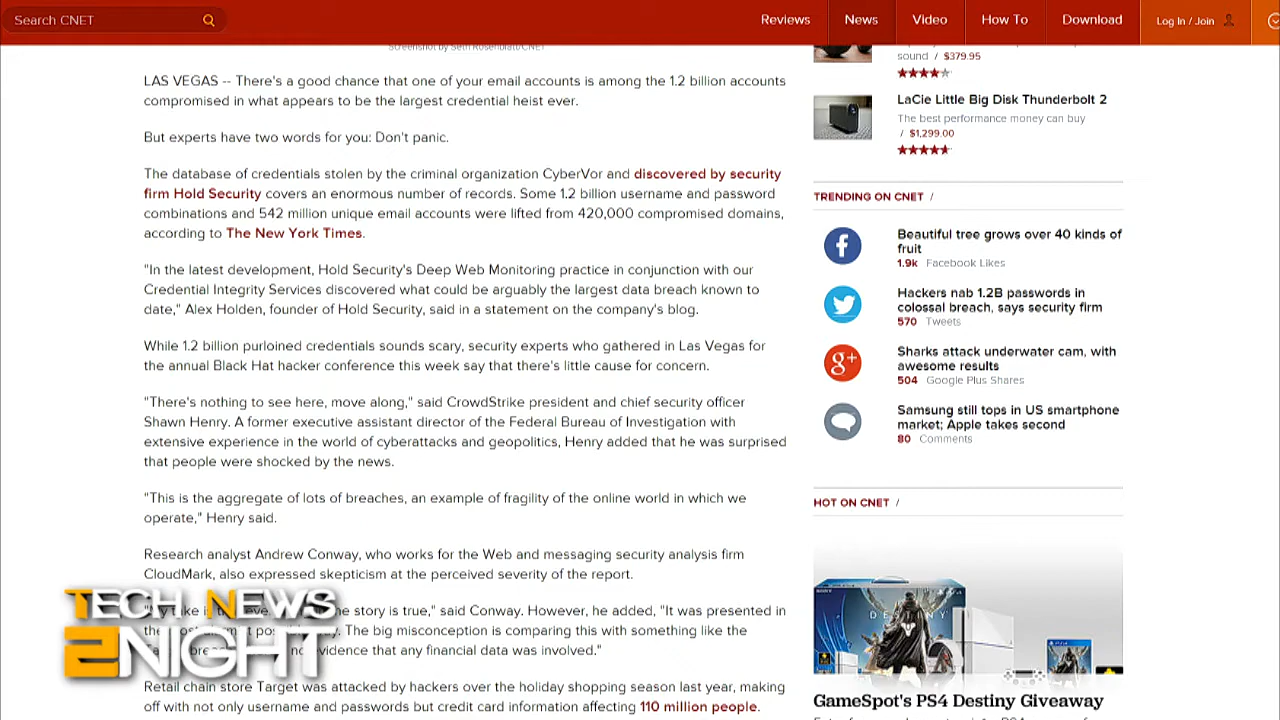 Search CNET
Reviews
News
Video
How To
Download
Log In / Join
Screenshot by Seth Rosenblatt/CNET
LAS VEGAS -- There's a good chance that one of your email accounts is among the 1.2 billion accounts
compromised in what appears to be the largest credential heist ever.
But experts have two words for you: Don't panic.
The database of credentials stolen by the criminal organization CyberVor and discovered by security
firm Hold Security covers an enormous number of records. Some 1.2 billion username and password
combinations and 542 million unique email accounts were lifted from 420,000 compromised domains,
according to The New York Times.
"In the latest development, Hold Security's Deep Web Monitoring practice in conjunction with our
Credential Integrity Services discovered what could be arguably the largest data breach known to
date," Alex Holden, founder of Hold Security, said in a statement on the company's blog.
While 1.2 billion purloined credentials sounds scary, security experts who gathered in Las Vegas for
the annual Black Hat hacker conference this week say that there's little cause for concern.
"There's nothing to see here, move along," said CrowdStrike president and chief security officer
Shawn Henry. A former executive assistant director of the Federal Bureau of Investigation with
extensive experience in the world of cyberattacks and geopolitics, Henry added that he was surprised
that people were shocked by the news.
"This is the aggregate of lots of breaches, an example of fragility of the online world in which we
operate," Henry said.
Research analyst Andrew Conway, who works for the Web and messaging security analysis firm
CloudMark, also expressed skepticism at the perceived severity of the report.
story is true," said Conway. However, he added, "It was presented in
The big misconception is comparing this with something like the
evidence that any financial data was involved."
Retail chain store Target was attacked by hackers over the holiday shopping season last year, making
off with not only username and passwords but credit card information affecting 110 million people.
TECH NEWS
2NIGHT
sound / $379.95
LaCie Little Big Disk Thunderbolt 2
The best performance money can buy
/ $1,299.00
TRENDING ON CNET /
Beautiful tree grows over 40 kinds of
fruit
1.9k Facebook Likes
Hackers nab 1.2B passwords in
colossal breach, says security firm
570 Tweets
Sharks attack underwater cam, with
awesome results
504 Google Plus Shares
Samsung still tops in US smartphone
market; Apple takes second
80 Comments
HOT ON CNET /
DESTINY
GameSpot's PS4 Destiny Giveaway